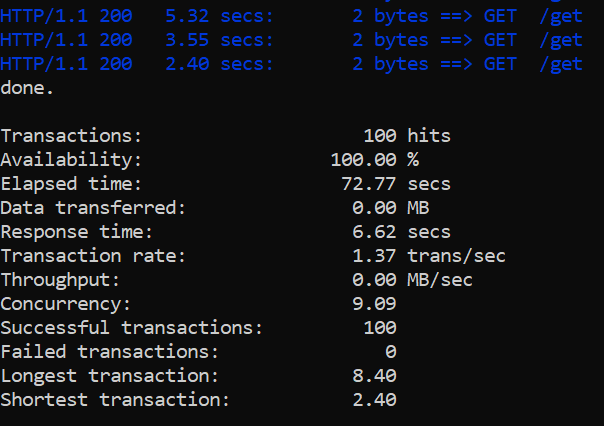 HTTP/1.1 200   5.32 secs:       2 bytes ==> GET  /get
HTTP/1.1 200   3.55 secs:       2 bytes ==> GET  /get
HTTP/1.1 200   2.40 secs:       2 bytes ==> GET  /get
done.
Transactions:                    100 hits
Availability:                 100.00 %
Elapsed time:                  72.77 secs
Data transferred:               0.00 MB
Response time:                  6.62 secs
Transaction rate:               1.37 trans/sec
Throughput:                     0.00 MB/sec
Concurrency:                    9.09
Successful transactions:         100
Failed transactions:               0
Longest transaction:            8.40
Shortest transaction:           2.40